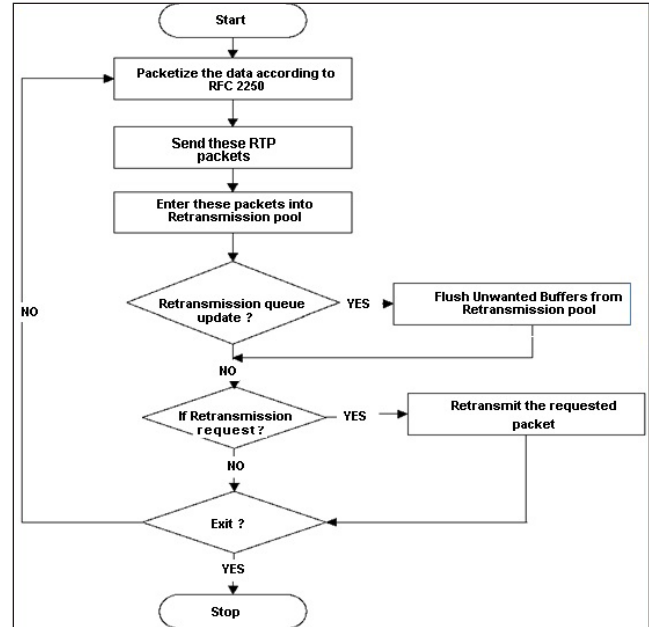 Start
Packetize the data according to
RFC 2250
Send these RTP
packets
Enter these packets into
Retransmission pool
Retransmission queue
update ?
YES
Flush Unwanted Buffers from
Retransmission pool
NO
NO
If Retransmission
request ?
YES
Retransmit the requested
packet
NO
Exit ?
YES
Stop